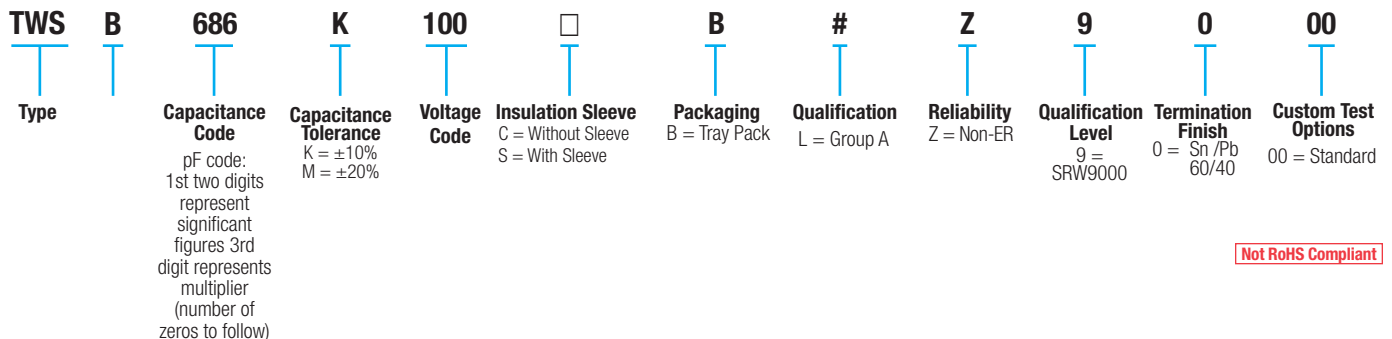 TWS B 686 K 100 □ B # Z 9 0 00
Type
Capacitance
Code
pF code:
1st two digits
represent
significant
figures 3rd
digit represents
multiplier
(number of
zeros to follow)
Capacitance
Tolerance
K = ±10%
M = ±20%
Voltage
Code
Insulation Sleeve
C = Without Sleeve
S = With Sleeve
Packaging
B = Tray Pack
Qualification
L = Group A
Reliability
Z = Non-ER
Qualification
Level
9 =
SRW9000
Termination
Finish
0 = Sn /Pb
60/40
Custom Test
Options
00 = Standard
Not RoHS Compliant